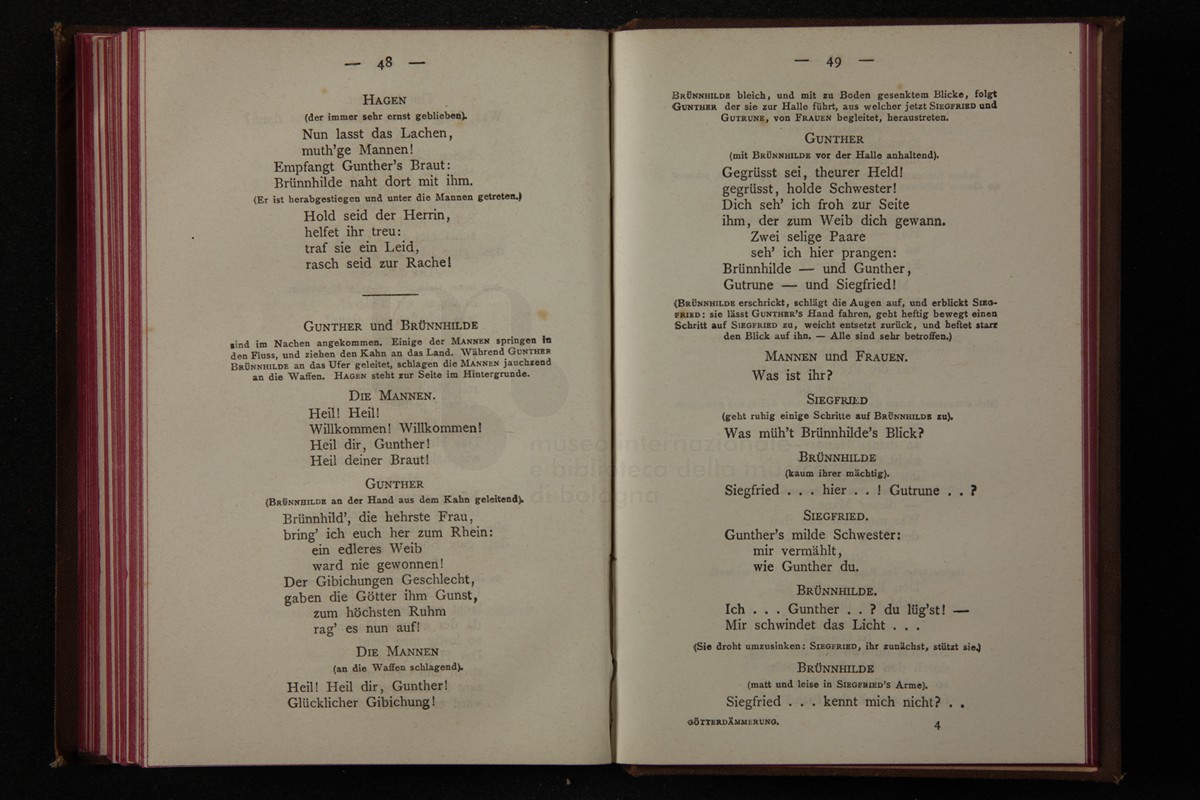 — 48 —
HAGEN
(der immer sehr ernst geblieben).
Nun lasst das Lachen,
muth'ge Mannen!
Empfangt Gunther's Braut:
Brünnhilde naht dort mit ihm.
(Er ist herabgestiegen und unter die Mannen getreten.)
Hold seid der Herrin,
helfet ihr treu:
traf sie ein Leid,
rasch seid zur Rache!
GUNTHER und BRÜNNHILDE
sind im Nachen angekommen. Einige der MANNEN springen in
den Fluss, und ziehen den Kahn an das Land. Während GUNTHER
BRÜNNHILDE an das Ufer geleitet, schlagen die MANNEN jauchzend
an die Waffen. HAGEN steht zur Seite im Hintergrunde.
DIE MANNEN.
Heil! Heil!
Willkommen! Willkommen!
Heil dir, Gunther!
Heil deiner Braut!
GUNTHER
(BRÜNNHILDE an der Hand aus dem Kahn geleitend).
Brünnhild', die hehrste Frau,
bring' ich euch her zum Rhein:
ein edleres Weib
ward nie gewonnen!
Der Gibichungen Geschlecht,
gaben die Götter ihm Gunst,
zum höchsten Ruhm
rag' es nun auf!
DIE MANNEN
(an die Waffen schlagend).
Heil! Heil dir, Gunther!
Glücklicher Gibichung!
— 49 —
BRÜNNHILDE bleich, und mit zu Boden gesenktem Blicke, folgt
GUNTHER der sie zur Halle führt, aus welcher jetzt SIEGFRIED und
GUTRUNE, von FRAUEN begleitet, heraustreten.
GUNTHER
(mit BRÜNNHILDE vor der Halle anhaltend).
Gegrüsst sei, theurer Held!
gegrüsst, holde Schwester!
Dich seh' ich froh zur Seite
ihm, der zum Weib dich gewann.
Zwei selige Paare
seh' ich hier prangen:
Brünnhilde — und Gunther,
Gutrune — und Siegfried!
(BRÜNNHILDE erschrickt, schlägt die Augen auf, und erblickt SIEG-
FRIED: sie lässt GUNTHER'S Hand fahren, geht heftig bewegt einen
Schritt auf SIEGFRIED zu, weicht entsetzt zurück, und heftet starr
den Blick auf ihn. — Alle sind sehr betroffen.)
MANNEN und FRAUEN.
Was ist ihr?
SIEGFRIED
(geht ruhig einige Schritte auf BRÜNNHILDE zu).
Was müh't Brünnhilde's Blick?
BRÜNNHILDE
(kaum ihrer mächtig).
Siegfried . . . hier . . ! Gutrune . . ?
SIEGFRIED.
Gunther's milde Schwester:
mir vermählt,
wie Gunther du.
BRÜNNHILDE.
Ich . . . Gunther . . ? du lüg'st! —
Mir schwindet das Licht . . .
(Sie droht umzusinken: SIEGFRIED, ihr zunächst, stützt sie.)
BRÜNNHILDE
(matt und leise in SIEGFRIED'S Arme).
Siegfried . . . kennt mich nicht? . .
GÖTTERDÄMMERUNG. 4
museo internazionale
e biblioteca della musica
di bologna